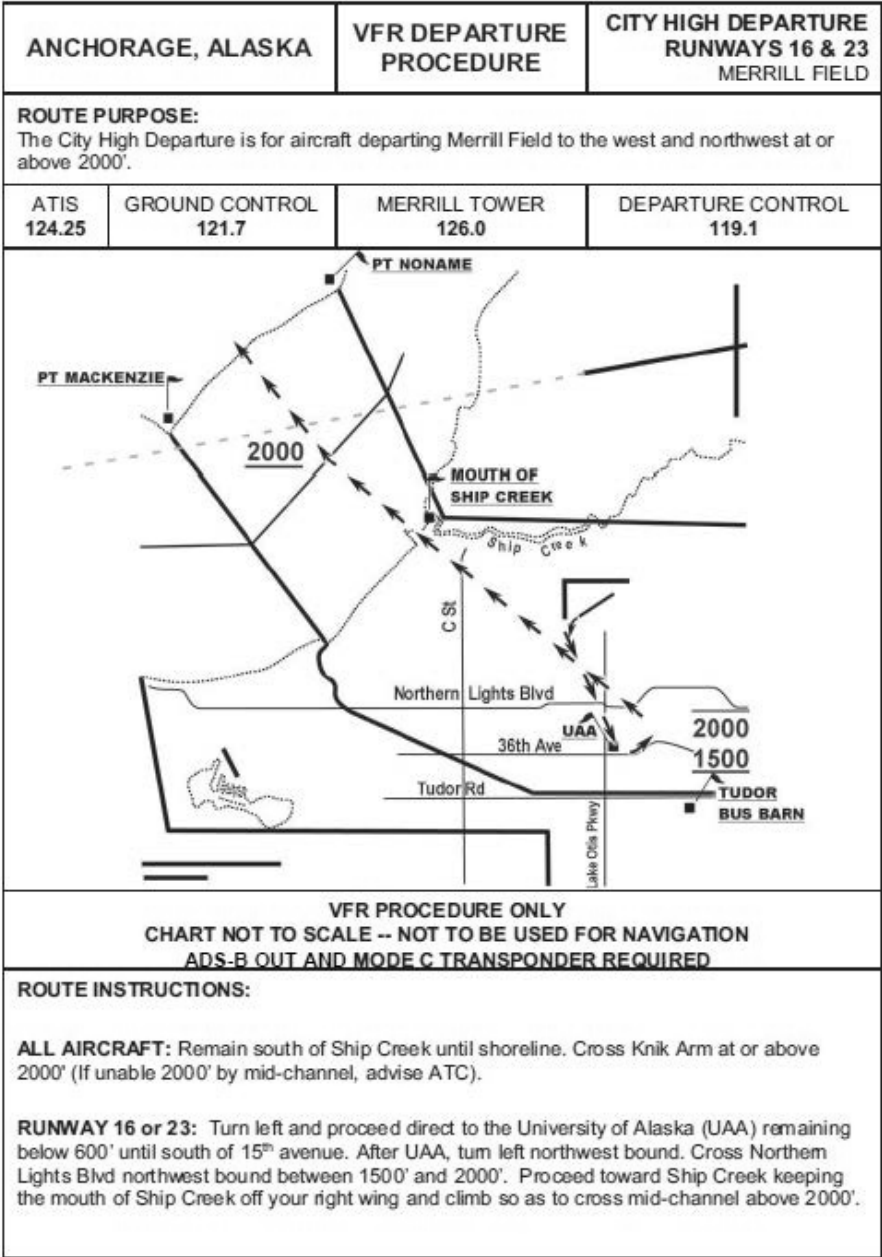 ANCHORAGE, ALASKA
VFR DEPARTURE
PROCEDURE
CITY HIGH DEPARTURE
RUNWAYS 16 & 23
MERRILL FIELD
ROUTE PURPOSE:
The City High Departure is for aircraft departing Merrill Field to the west and northwest at or
above 2000'.
ATIS
124.25
GROUND CONTROL
121.7
MERRILL TOWER
126.0
DEPARTURE CONTROL
119.1
PT NONAME
PT MACKENZIE
2000
MOUTH OF
SHIP CREEK
Ship Creek
C St
Northern Lights Blvd
UAA
36th Ave
2000
1500
Tudor Rd
TUDOR
BUS BARN
Lake Otis Pkwy
VFR PROCEDURE ONLY
CHART NOT TO SCALE -- NOT TO BE USED FOR NAVIGATION
ADS-B OUT AND MODE C TRANSPONDER REQUIRED
ROUTE INSTRUCTIONS:
ALL AIRCRAFT: Remain south of Ship Creek until shoreline. Cross Knik Arm at or above
2000' (If unable 2000' by mid-channel, advise ATC).
RUNWAY 16 or 23: Turn left and proceed direct to the University of Alaska (UAA) remaining
below 600' until south of 15th avenue. After UAA, turn left northwest bound. Cross Northern
Lights Blvd northwest bound between 1500' and 2000'. Proceed toward Ship Creek keeping
the mouth of Ship Creek off your right wing and climb so as to cross mid-channel above 2000'.